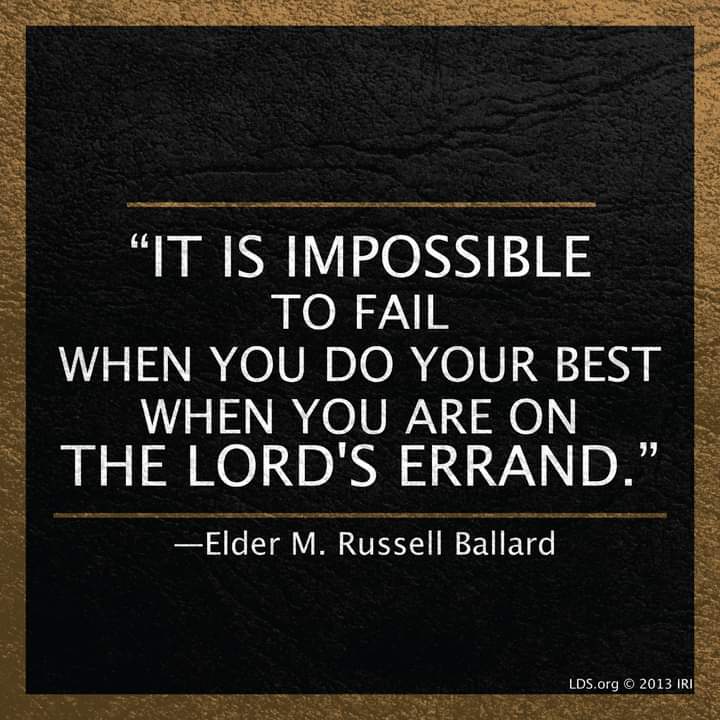 “IT IS IMPOSSIBLE
TO FAIL
WHEN YOU DO YOUR BEST
WHEN YOU ARE ON
THE LORD'S ERRAND.”
—Elder M. Russell Ballard
LDS.org © 2013 IRI